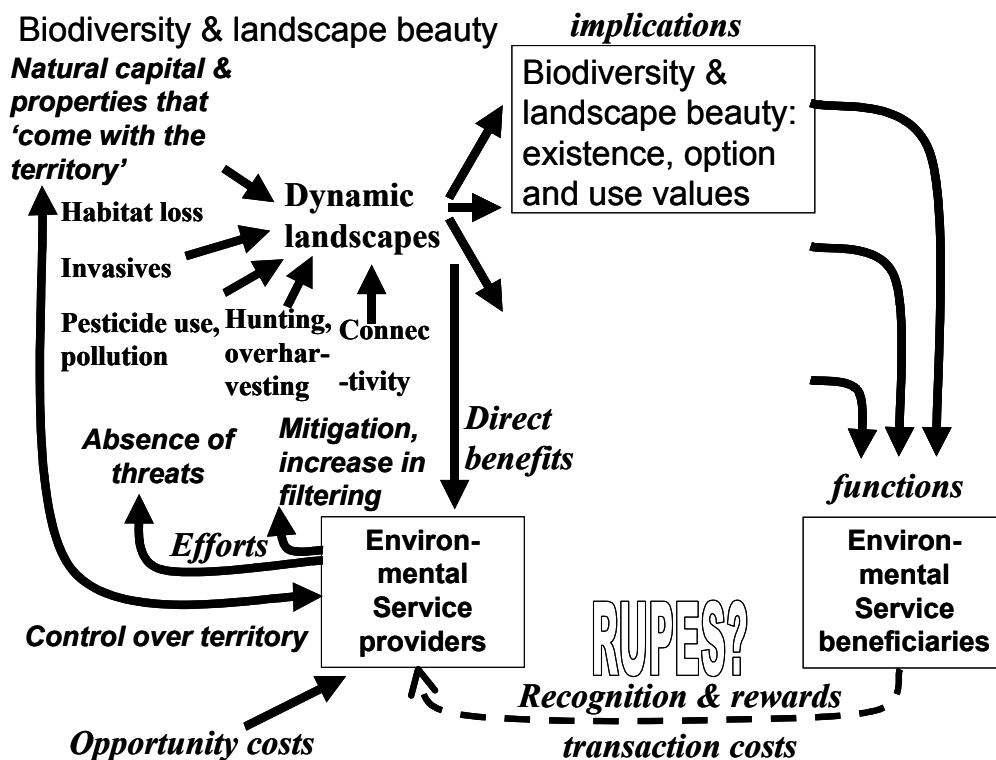 Biodiversity & landscape beauty
implications
Natural capital &
properties that
‘come with the
territory’
Biodiversity &
landscape beauty:
existence, option
and use values
Dynamic
landscapes
Habitat loss
Invasives
Pesticide use,
pollution
Hunting,
overhar-
vesting
Connec
-tivity
Direct
benefits
Absence of
threats
Mitigation,
increase in
filtering
Efforts
functions
Environ-
mental
Service
providers
Environ-
mental
Service
beneficiaries
RUPES?
Control over territory
Recognition & rewards
Opportunity costs
transaction costs